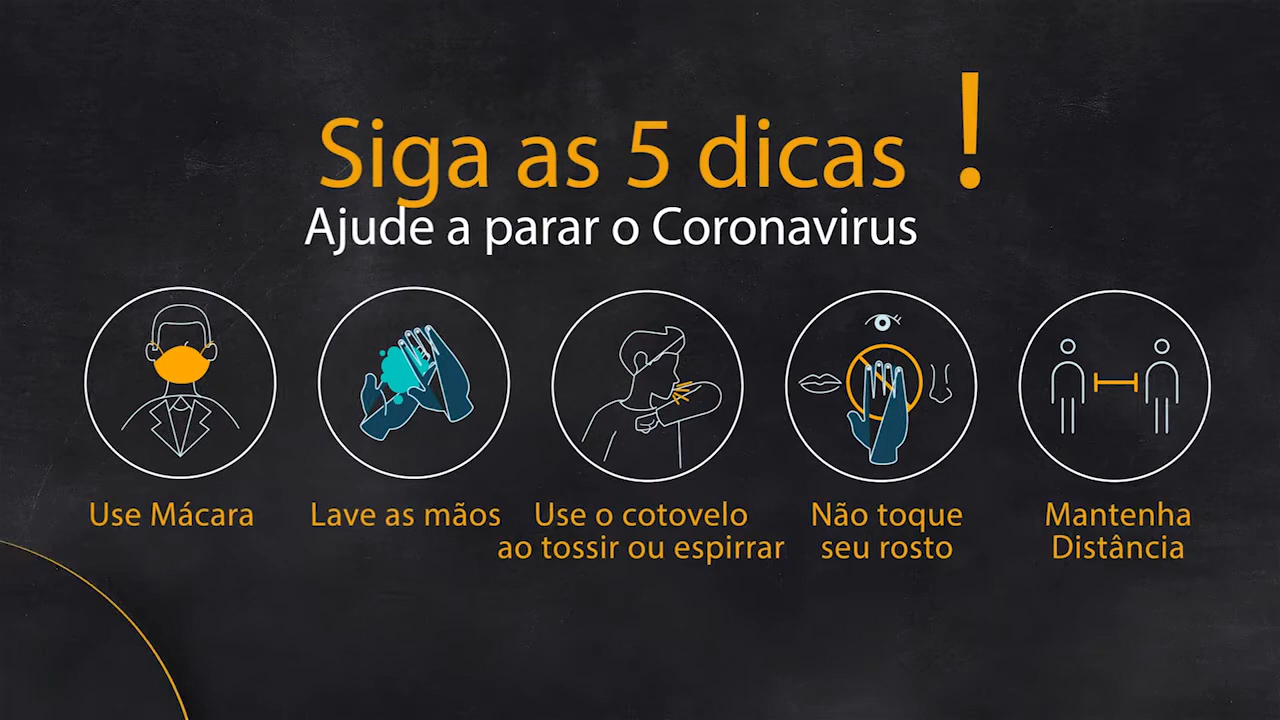 Siga as 5 dicas !
Ajude a parar o Coronavirus
Use Mácara
Lave as mãos
Use o cotovelo
ao tossir ou espirrar
Não toque
seu rosto
Mantenha
Distância